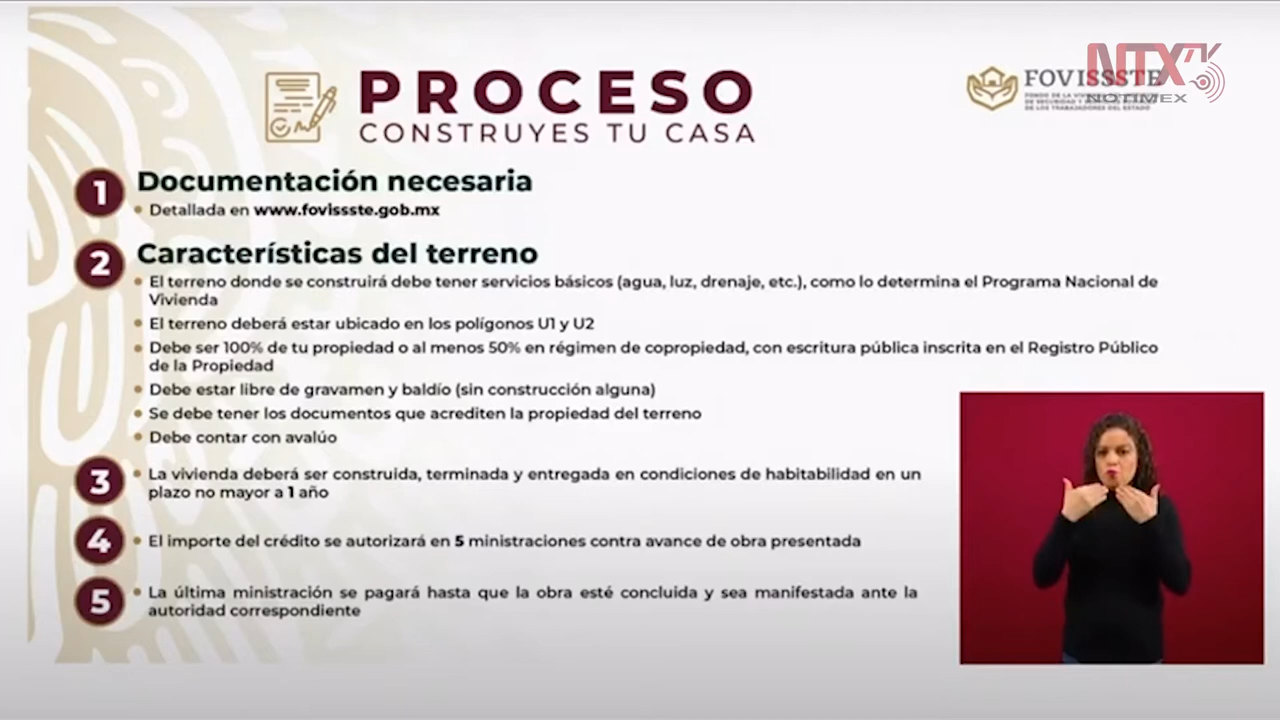 PROCESO
CONSTRUYES TU CASA
FOVISSSTE
NTX
NOTIMEX
DE LOS TRABAJADORES DEL ESTADO
1
Documentación necesaria
• Detallada en www.fovissste.gob.mx
2
Características del terreno
• El terreno donde se construirá debe tener servicios básicos (agua, luz, drenaje, etc.), como lo determina el Programa Nacional de
Vivienda
• El terreno deberá estar ubicado en los polígonos U1 y U2
• Debe ser 100% de tu propiedad o al menos 50% en régimen de copropiedad, con escritura pública inscrita en el Registro Público
de la Propiedad
• Debe estar libre de gravamen y baldío (sin construcción alguna)
• Se debe tener los documentos que acrediten la propiedad del terreno
• Debe contar con avalúo
3
• La vivienda deberá ser construida, terminada y entregada en condiciones de habitabilidad en un
plazo no mayor a 1 año
4
• El importe del crédito se autorizará en 5 ministraciones contra avance de obra presentada
5
• La última ministración se pagará hasta que la obra esté concluida y sea manifestada ante la
autoridad correspondiente